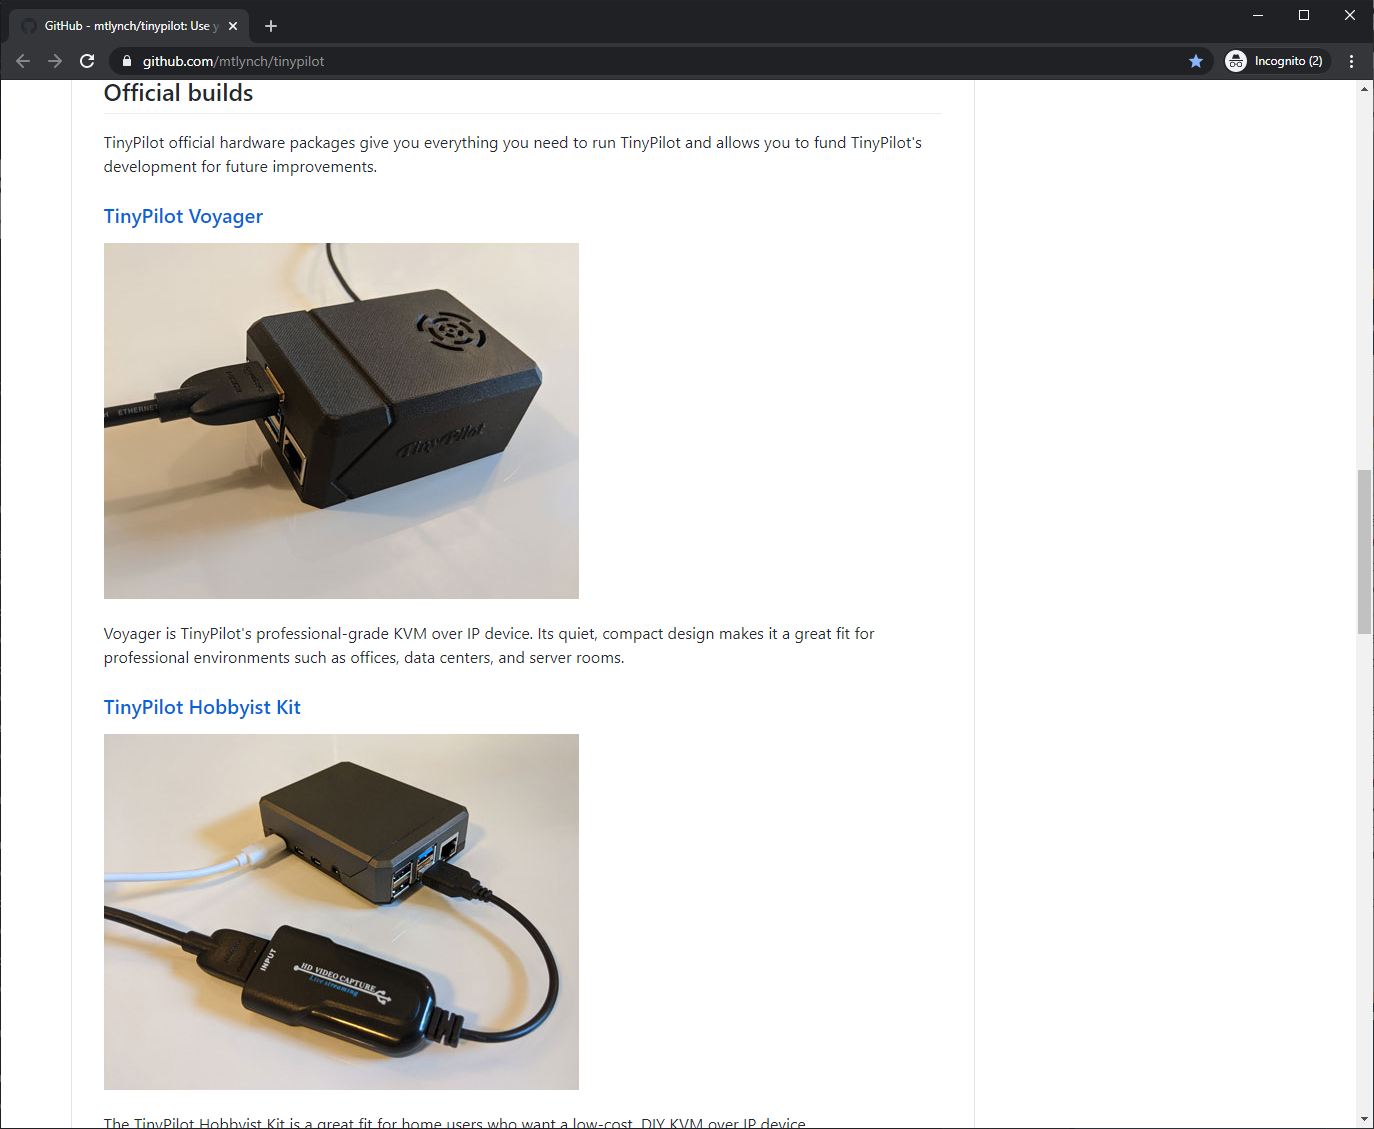 GitHub - mtlynch/tinypilot: Use y
github.com/mtlynch/tinypilot
Incognito (2)
Official builds
TinyPilot official hardware packages give you everything you need to run TinyPilot and allows you to fund TinyPilot's
development for future improvements.
TinyPilot Voyager
HDMI
ETHERNET
TinyPilot
Voyager is TinyPilot's professional-grade KVM over IP device. Its quiet, compact design makes it a great fit for
professional environments such as offices, data centers, and server rooms.
TinyPilot Hobbyist Kit
INPUT
HD VIDEO CAPTURE
Live streaming
The TinyPilot Hobbyist Kit is a great fit for home users who want a low-cost, DIY KVM over IP device.